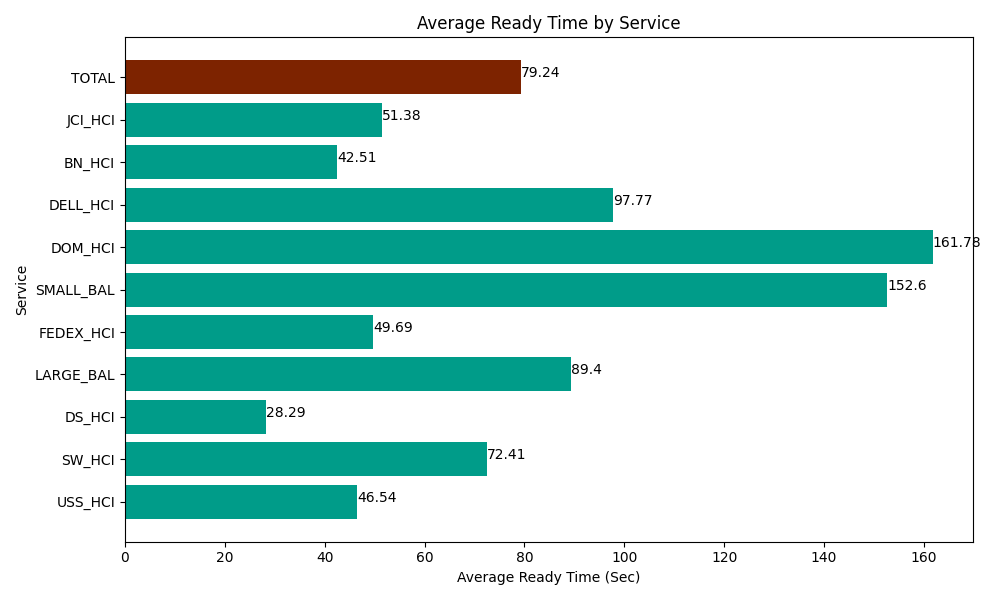 Average Ready Time by Service
TOTAL 79.24
JCI_HCI 51.38
BN_HCI 42.51
DELL_HCI 97.77
DOM_HCI 161.78
SMALL_BAL 152.6
FEDEX_HCI 49.69
LARGE_BAL 89.4
DS_HCI 28.29
SW_HCI 72.41
USS_HCI 46.54
Service
0 20 40 60 80 100 120 140 160
Average Ready Time (Sec)